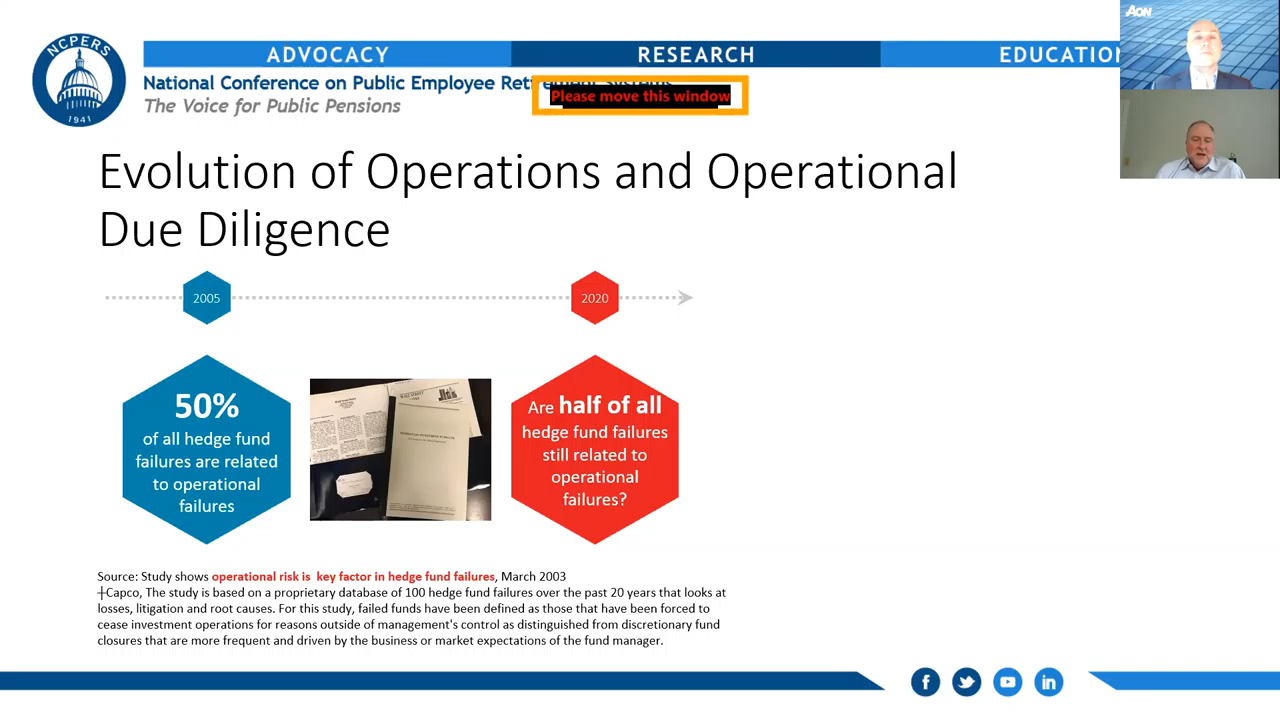 NCPERS
1941
ADVOCACY
RESEARCH
EDUCATION
AON
National Conference on Public Employee Retirement Systems
Please move this window
The Voice for Public Pensions
Evolution of Operations and Operational
Due Diligence
2005
2020
50%
of all hedge fund
failures are related
to operational
failures
Are half of all
hedge fund failures
still related to
operational
failures?
Source: Study shows operational risk is key factor in hedge fund failures, March 2003
┼Capco, The study is based on a proprietary database of 100 hedge fund failures over the past 20 years that looks at
losses, litigation and root causes. For this study, failed funds have been defined as those that have been forced to
cease investment operations for reasons outside of management's control as distinguished from discretionary fund
closures that are more frequent and driven by the business or market expectations of the fund manager.